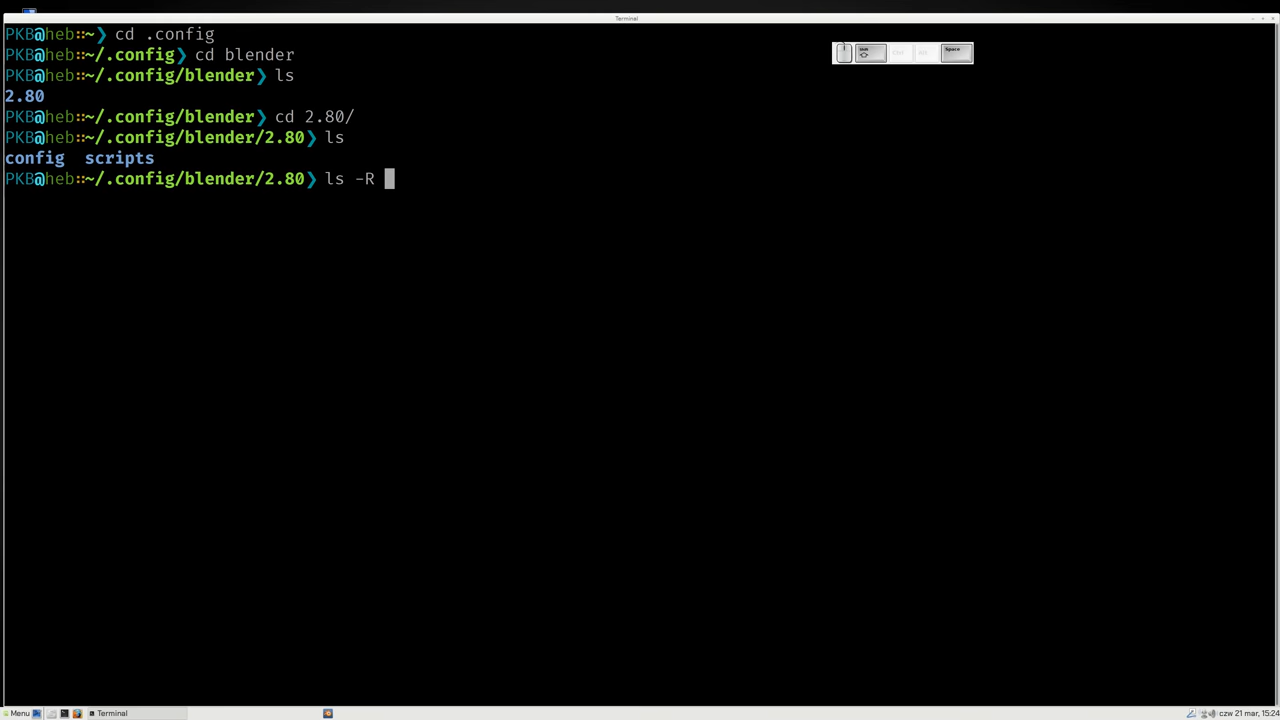 Terminal
PKB@heb::~❯ cd .config
PKB@heb::~/.config❯ cd blender
PKB@heb::~/.config/blender❯ ls
2.80
PKB@heb::~/.config/blender❯ cd 2.80/
PKB@heb::~/.config/blender/2.80❯ ls
config  scripts
PKB@heb::~/.config/blender/2.80❯ ls -R
Space
Menu
Terminal
czw 21 mar, 15:24